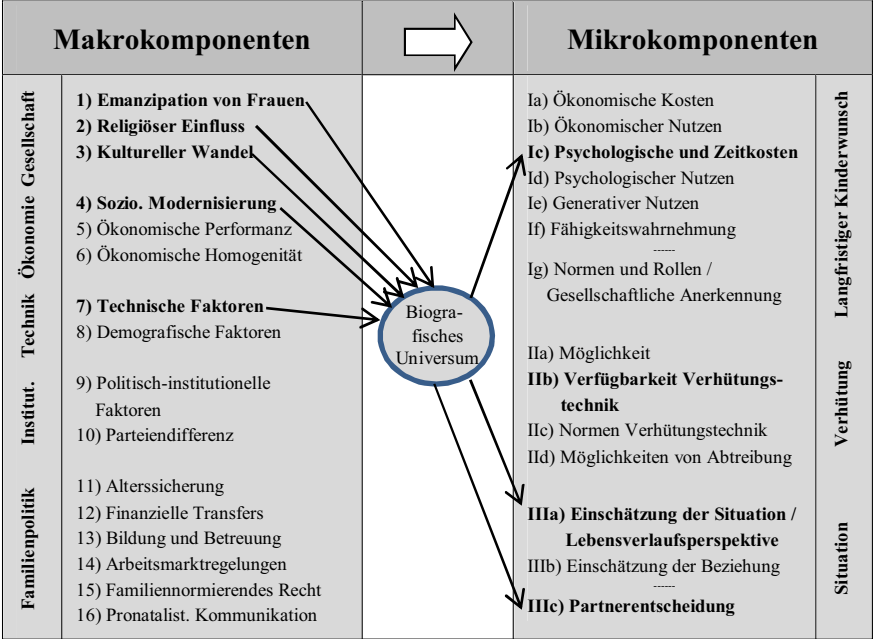 Makrokomponenten
Mikrokomponenten
Gesellschaft
1) Emanzipation von Frauen
2) Religiöser Einfluss
3) Kultureller Wandel
Ökonomie
4) Sozio. Modernisierung
5) Ökonomische Performanz
6) Ökonomische Homogenität
Technik
7) Technische Faktoren
8) Demografische Faktoren
Institut.
9) Politisch-institutionelle
Faktoren
10) Parteiendifferenz
Familienpolitik
11) Alterssicherung
12) Finanzielle Transfers
13) Bildung und Betreuung
14) Arbeitsmarktregelungen
15) Familiennormierendes Recht
16) Pronatalist. Kommunikation
Biogra-
fisches
Universum
Ia) Ökonomische Kosten
Ib) Ökonomischer Nutzen
Ic) Psychologische und Zeitkosten
Id) Psychologischer Nutzen
Ie) Generativer Nutzen
If) Fähigkeitswahrnehmung
------
Ig) Normen und Rollen /
Gesellschaftliche Anerkennung
Langfristiger Kinderwunsch
IIa) Möglichkeit
IIb) Verfügbarkeit Verhütungs-
technik
IIc) Normen Verhütungstechnik
IId) Möglichkeiten von Abtreibung
Verhütung
IIIa) Einschätzung der Situation /
Lebensverlaufsperspektive
IIIb) Einschätzung der Beziehung
------
IIIc) Partnerentscheidung
Situation